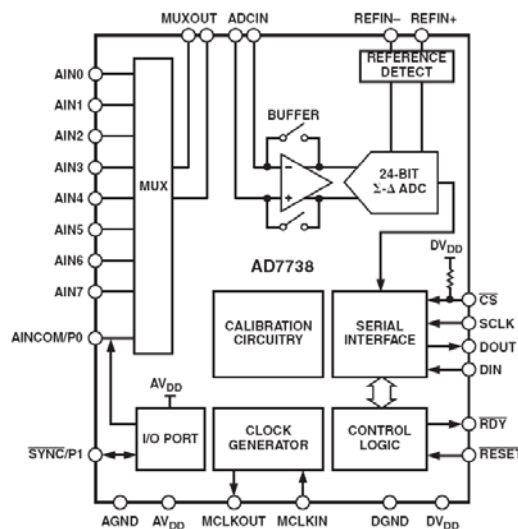 MUXOUT ADCIN REFIN– REFIN+
REFERENCE
DETECT
AIN0
AIN1
AIN2
AIN3
AIN4
AIN5
AIN6
AIN7
AINCOM/P0
SYNC/P1
MUX
BUFFER
–
+
24-BIT
Σ-Δ ADC
AD7738
DVDD
CALIBRATION
CIRCUITRY
SERIAL
INTERFACE
CS
SCLK
DOUT
DIN
AVDD
I/O PORT
CLOCK
GENERATOR
CONTROL
LOGIC
RDY
RESET
AGND AVDD MCLKOUT MCLKIN DGND DVDD